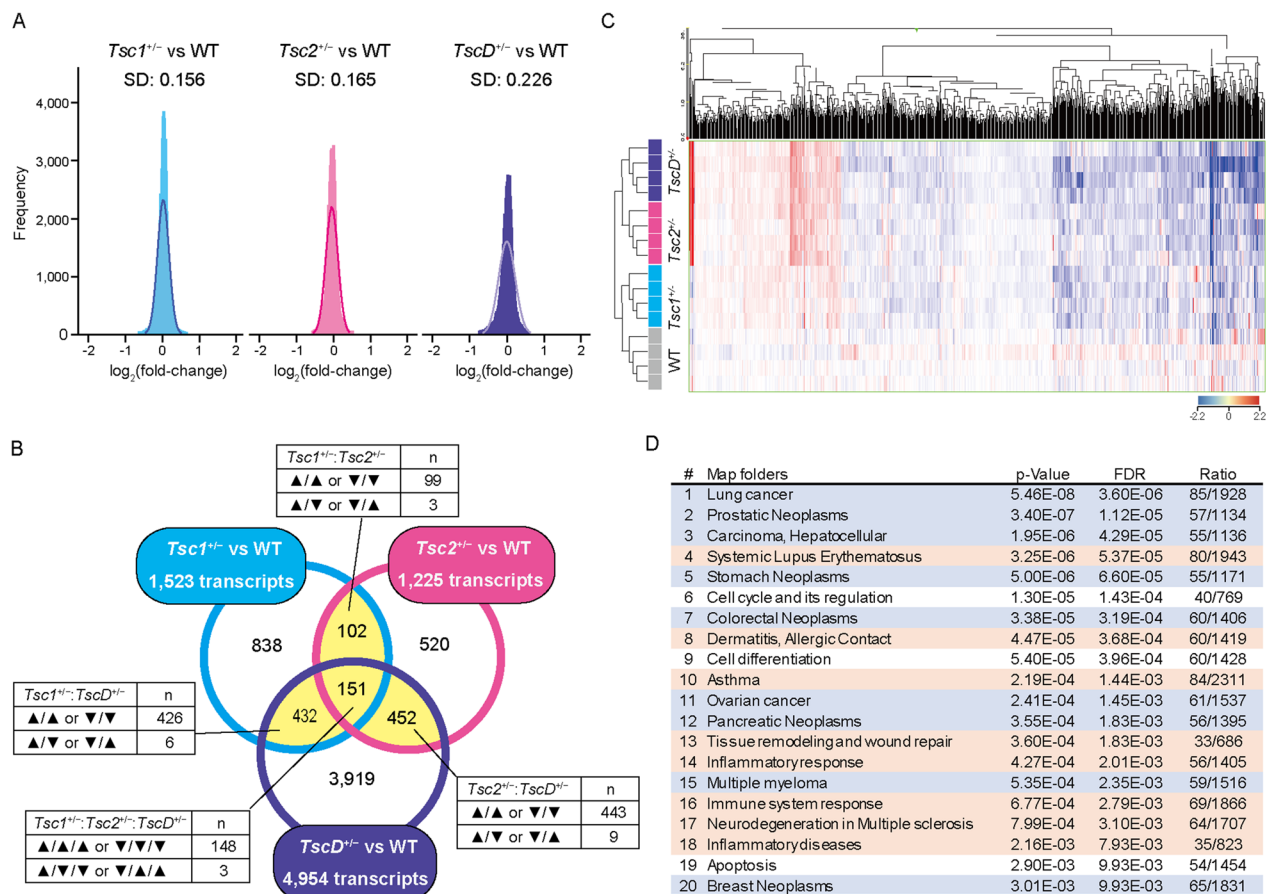 A
Tsc1+/− vs WT
SD: 0.156
Tsc2+/− vs WT
SD: 0.165
TscD+/− vs WT
SD: 0.226
Frequency
4,000
3,000
2,000
1,000
0
-2 -1 0 1 2
-2 -1 0 1 2
-2 -1 0 1 2
log2(fold-change)
log2(fold-change)
log2(fold-change)
B
Tsc1+/−:Tsc2+/− n
▲/▲ or ▼/▼ 99
▲/▼ or ▼/▲ 3
Tsc1+/− vs WT
1,523 transcripts
Tsc2+/− vs WT
1,225 transcripts
838
102
520
151
432
452
3,919
Tsc1+/−:TscD+/− n
▲/▲ or ▼/▼ 426
▲/▼ or ▼/▲ 6
Tsc2+/−:TscD+/− n
▲/▲ or ▼/▼ 443
▲/▼ or ▼/▲ 9
Tsc1+/−:Tsc2+/−:TscD+/− n
▲/▲/▲ or ▼/▼/▼ 148
▲/▼/▼ or ▼/▲/▲ 3
TscD+/− vs WT
4,954 transcripts
C
TscD+/−
Tsc2+/−
Tsc1+/−
WT
-2.2 0 2.2
D
# Map folders p-Value FDR Ratio
1 Lung cancer 5.46E-08 3.60E-06 85/1928
2 Prostatic Neoplasms 3.40E-07 1.12E-05 57/1134
3 Carcinoma, Hepatocellular 1.95E-06 4.29E-05 55/1136
4 Systemic Lupus Erythematosus 3.25E-06 5.37E-05 80/1943
5 Stomach Neoplasms 5.00E-06 6.60E-05 55/1171
6 Cell cycle and its regulation 1.30E-05 1.43E-04 40/769
7 Colorectal Neoplasms 3.38E-05 3.19E-04 60/1406
8 Dermatitis, Allergic Contact 4.47E-05 3.68E-04 60/1419
9 Cell differentiation 5.40E-05 3.96E-04 60/1428
10 Asthma 2.19E-04 1.44E-03 84/2311
11 Ovarian cancer 2.41E-04 1.45E-03 61/1537
12 Pancreatic Neoplasms 3.55E-04 1.83E-03 56/1395
13 Tissue remodeling and wound repair 3.60E-04 1.83E-03 33/686
14 Inflammatory response 4.27E-04 2.01E-03 56/1405
15 Multiple myeloma 5.35E-04 2.35E-03 59/1516
16 Immune system response 6.77E-04 2.79E-03 69/1866
17 Neurodegeneration in Multiple sclerosis 7.99E-04 3.10E-03 64/1707
18 Inflammatory diseases 2.16E-03 7.93E-03 35/823
19 Apoptosis 2.90E-03 9.93E-03 54/1454
20 Breast Neoplasms 3.01E-03 9.93E-03 65/1831